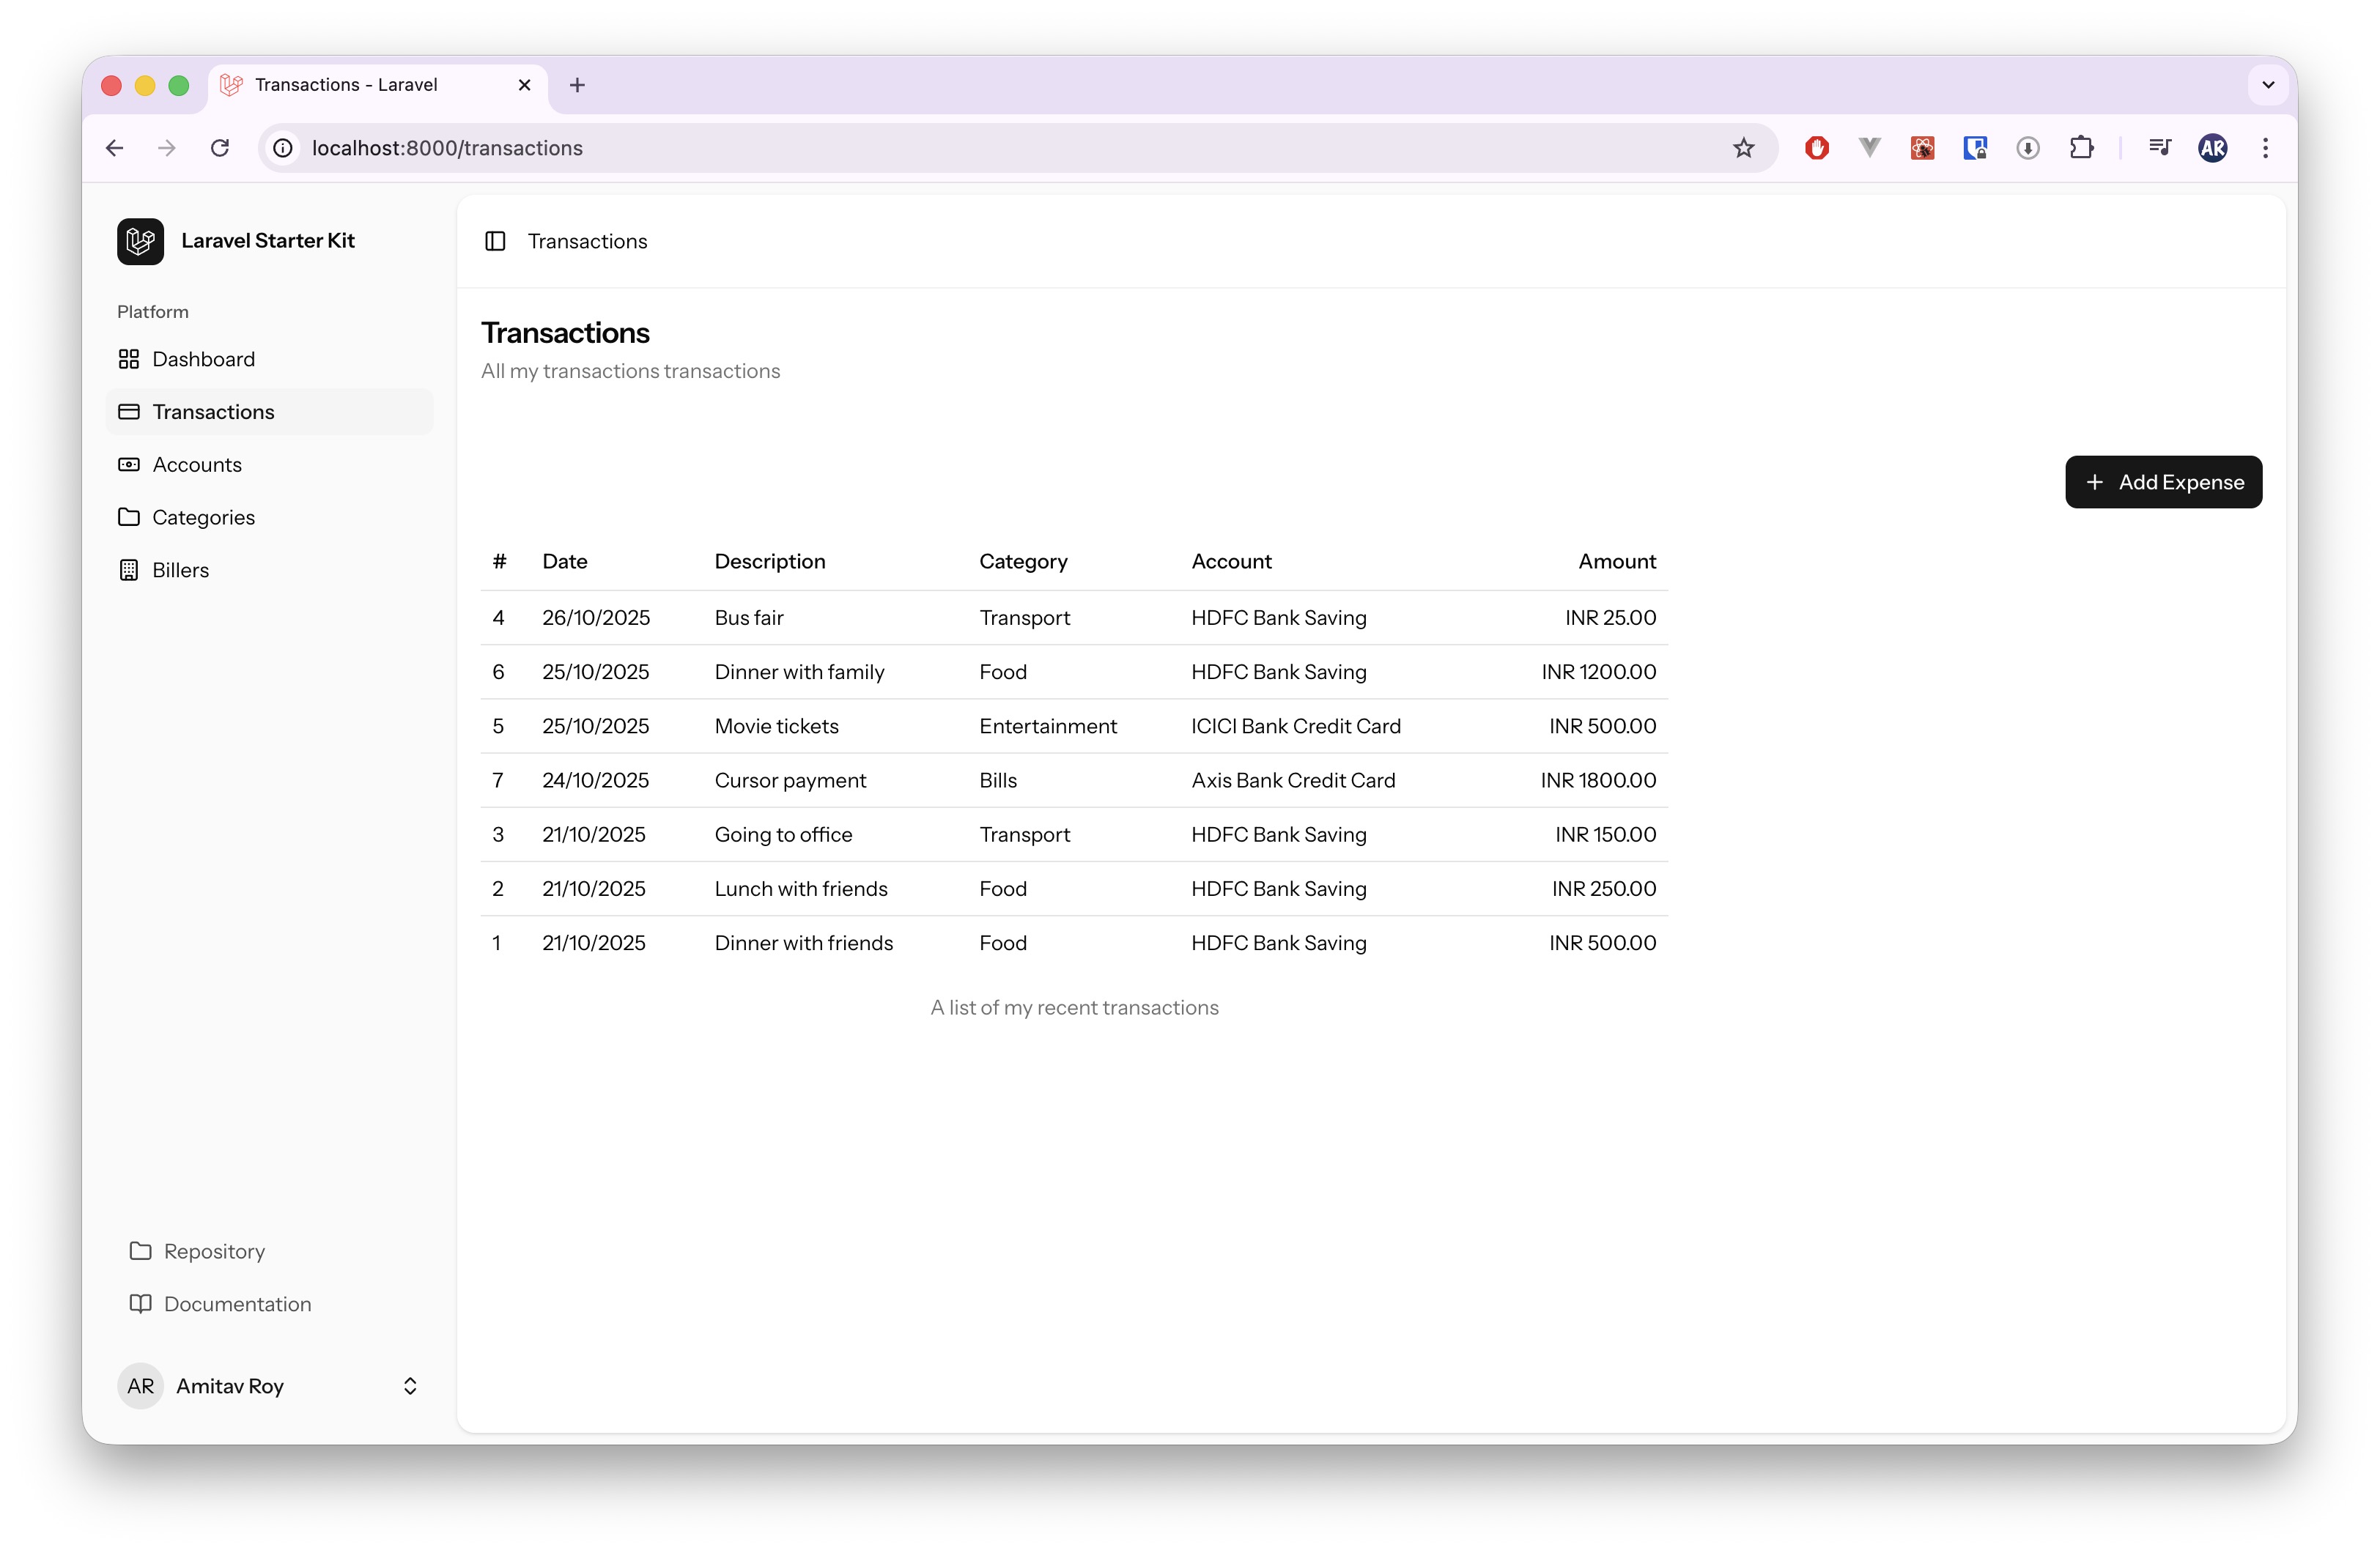 Transactions - Laravel
localhost:8000/transactions
AR
Laravel Starter Kit
Platform
Dashboard
Transactions
Accounts
Categories
Billers
Repository
Documentation
AR Amitav Roy
Transactions
Transactions
All my transactions transactions
Add Expense
# Date Description Category Account Amount
4 26/10/2025 Bus fair Transport HDFC Bank Saving INR 25.00
6 25/10/2025 Dinner with family Food HDFC Bank Saving INR 1200.00
5 25/10/2025 Movie tickets Entertainment ICICI Bank Credit Card INR 500.00
7 24/10/2025 Cursor payment Bills Axis Bank Credit Card INR 1800.00
3 21/10/2025 Going to office Transport HDFC Bank Saving INR 150.00
2 21/10/2025 Lunch with friends Food HDFC Bank Saving INR 250.00
1 21/10/2025 Dinner with friends Food HDFC Bank Saving INR 500.00
A list of my recent transactions